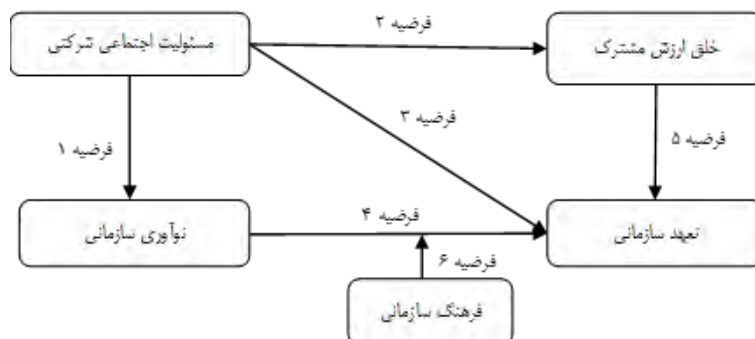 فرضیه ۲
مسئولیت اجتماعی شرکتی
خلق ارزش مشترک
فرضیه ۳
فرضیه ۱
فرضیه ۵
فرضیه ۴
نوآوری سازمانی
تعهد سازمانی
فرضیه ۶
فرهنگ سازمانی